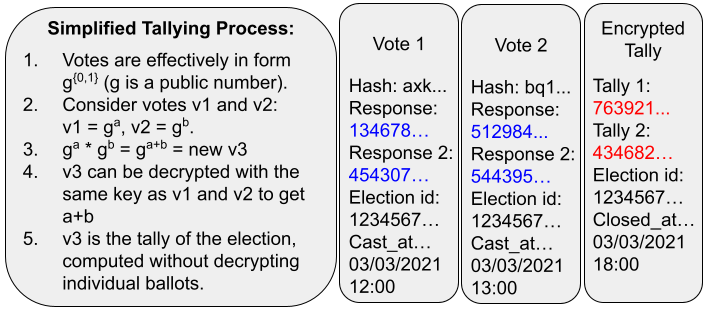 Simplified Tallying Process:
1. Votes are effectively in form
g{0,1} (g is a public number).
2. Consider votes v1 and v2:
v1 = gᵃ, v2 = gᵇ.
3. gᵃ * gᵇ = gᵃ⁺ᵇ = new v3
4. v3 can be decrypted with the
same key as v1 and v2 to get
a+b
5. v3 is the tally of the election,
computed without decrypting
individual ballots.
Vote 1
Hash: axk...
Response:
134678…
Response 2:
454307…
Election id:
1234567…
Cast_at…
03/03/2021
12:00
Vote 2
Hash: bq1...
Response:
512984...
Response 2:
544395…
Election id:
1234567…
Cast_at…
03/03/2021
13:00
Encrypted
Tally
Tally 1:
763921...
Tally 2:
434682…
Election id:
1234567…
Closed_at…
03/03/2021
18:00